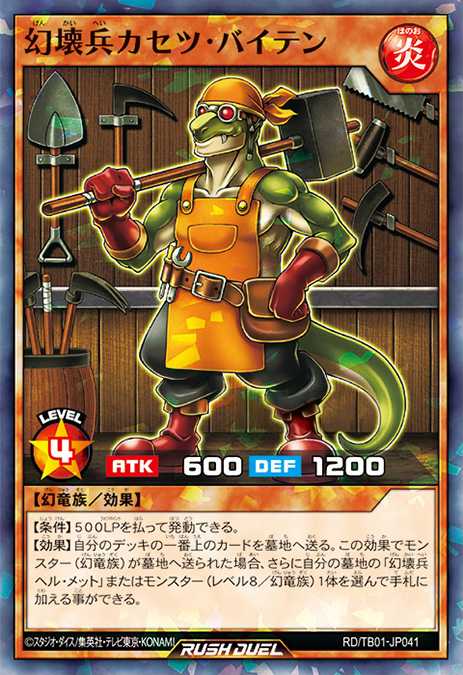 幻壊兵カセツ・バイテン
炎
LEVEL
4
ATK 600 DEF 1200
【幻竜族／効果】
【条件】500LPを払って発動できる。
【効果】自分のデッキの一番上のカードを墓地へ送る。この効果でモン
スター(幻竜族)が墓地へ送られた場合、さらに自分の墓地の「幻壊兵
ヘル・メット」またはモンスター(レベル8／幻竜族)1体を選んで手札に
加える事ができる。
©スタジオ・ダイス/集英社・テレビ東京・KONAMI
RUSH DUEL
RD/TB01-JP041